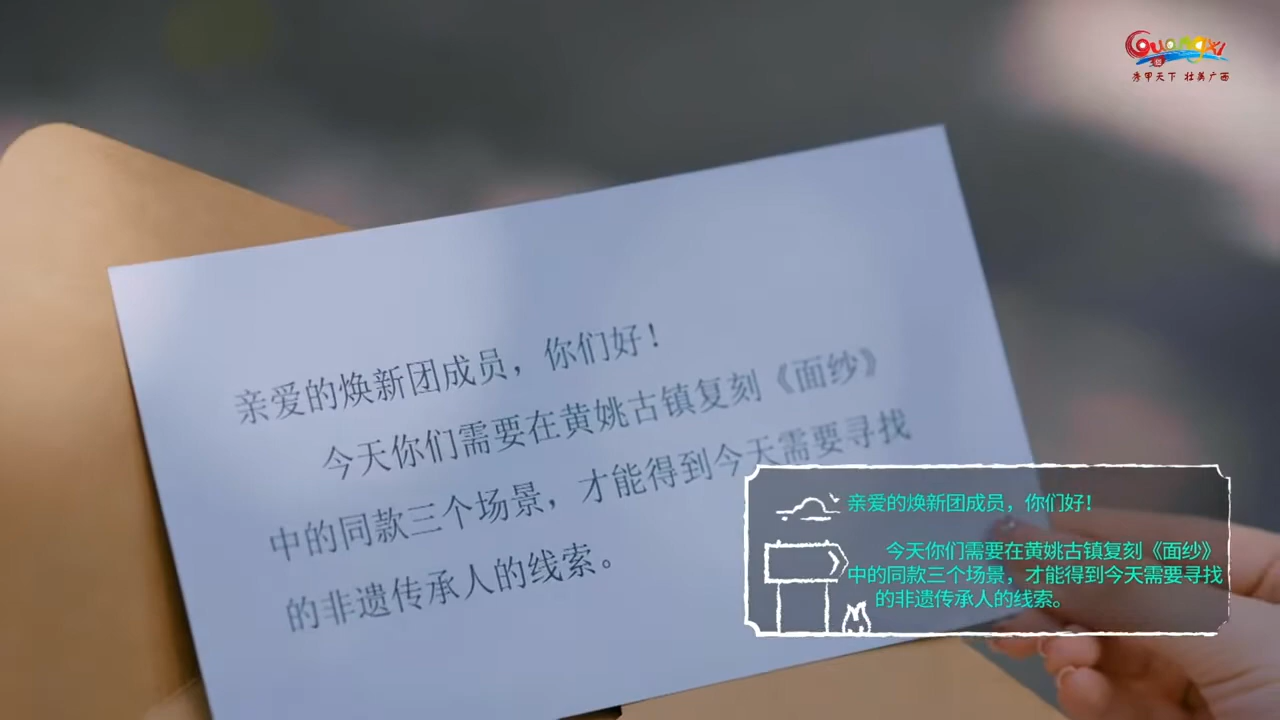 Guangxi
秀甲天下 壮美广西
亲爱的焕新团成员，你们好！
今天你们需要在黄姚古镇复刻《面纱》
中的同款三个场景，才能得到今天需要寻找
的非遗传承人的线索。
亲爱的焕新团成员，你们好！
今天你们需要在黄姚古镇复刻《面纱》
中的同款三个场景，才能得到今天需要寻找
的非遗传承人的线索。